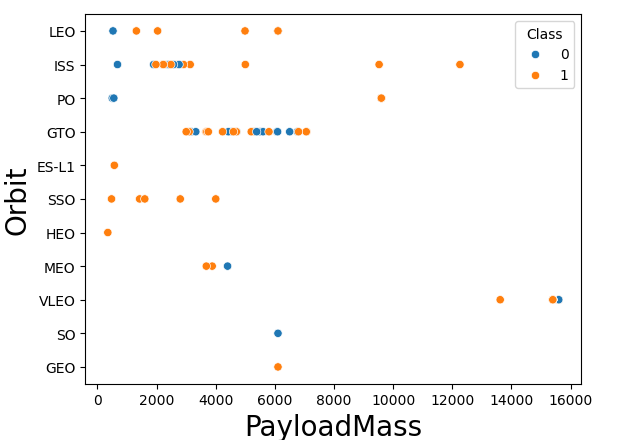 Class
0
1
LEO
ISS
PO
GTO
ES-L1
SSO
HEO
MEO
VLEO
SO
GEO
Orbit
0 2000 4000 6000 8000 10000 12000 14000 16000
PayloadMass